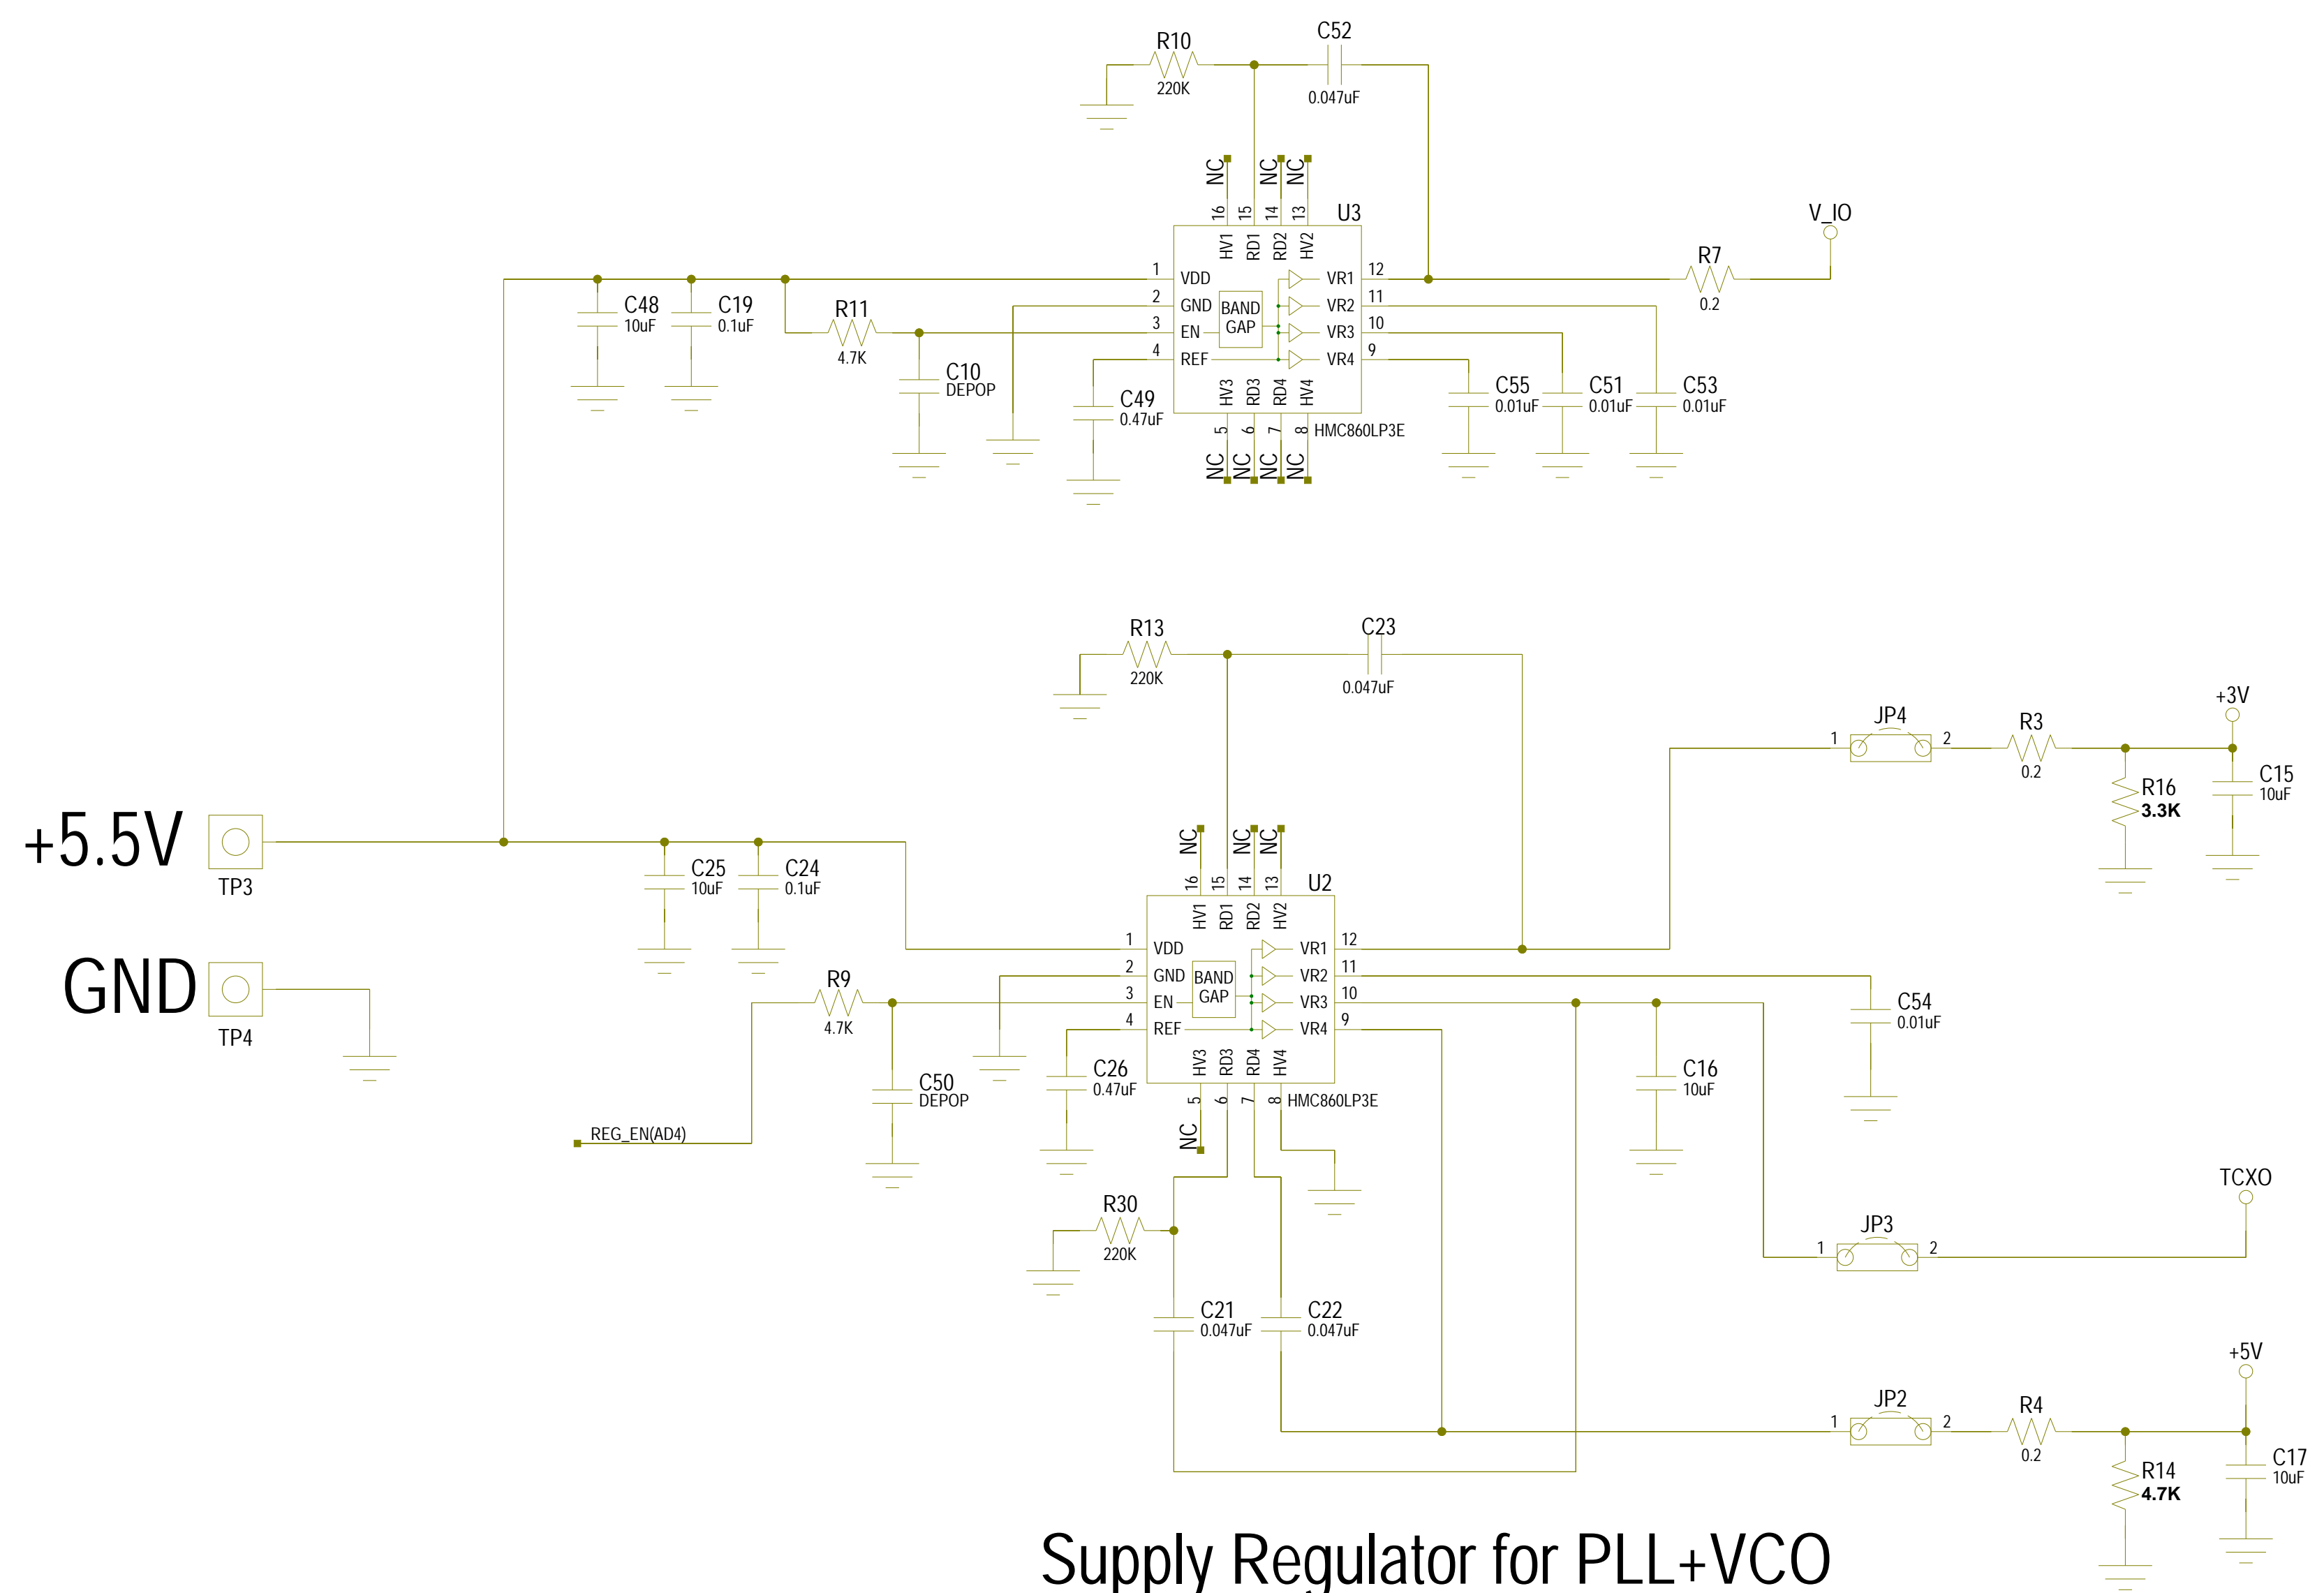 C52
R10
220K
0.047uF
NC
NC
NC
16
15
14
13
U3
HV1
RD1
RD2
HV2
V_IO
R7
0.2
1
VDD
VR1
12
2
GND
BAND
GAP
VR2
11
3
EN
VR3
10
4
REF
VR4
9
C48
10uF
C19
0.1uF
R11
4.7K
C10
DEPOP
C49
0.47uF
HV3
RD3
RD4
HV4
5
6
7
8
HMC860LP3E
NC
NC
NC
NC
C55
0.01uF
C51
0.01uF
C53
0.01uF
R13
220K
C23
0.047uF
+3V
JP4
1
2
R3
0.2
R16
3.3K
C15
10uF
+5.5V
TP3
C25
10uF
C24
0.1uF
NC
NC
NC
16
15
14
13
U2
HV1
RD1
RD2
HV2
1
VDD
VR1
12
2
GND
BAND
GAP
VR2
11
3
EN
VR3
10
4
REF
VR4
9
GND
TP4
R9
4.7K
C50
DEPOP
C26
0.47uF
HV3
RD3
RD4
HV4
5
6
7
8
HMC860LP3E
NC
C16
10uF
C54
0.01uF
REG_EN(AD4)
R30
220K
TCXO
JP3
1
2
C21
0.047uF
C22
0.047uF
+5V
JP2
1
2
R4
0.2
R14
4.7K
C17
10uF
Supply Regulator for PLL+VCO